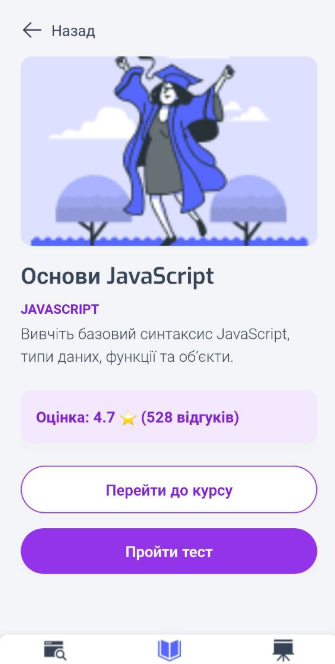 Назад
Основи JavaScript
JAVASCRIPT
Вивчіть базовий синтаксис JavaScript,
типи даних, функції та об’єкти.
Оцінка: 4.7 ⭐ (528 відгуків)
Перейти до курсу
Пройти тест